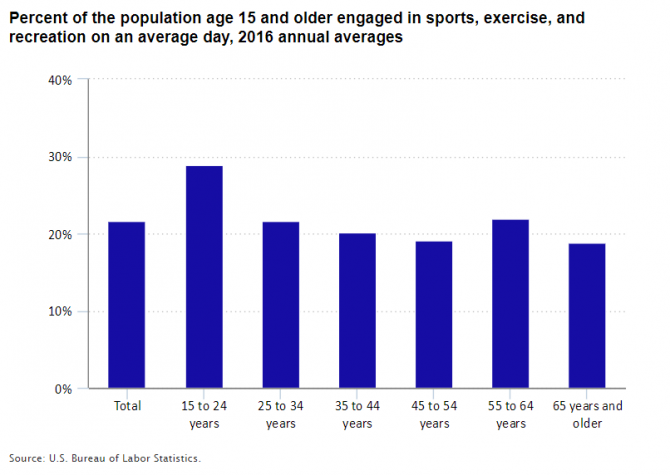 Percent of the population age 15 and older engaged in sports, exercise, and
recreation on an average day, 2016 annual averages
40%
30%
20%
10%
0%
Total
15 to 24
years
25 to 34
years
35 to 44
years
45 to 54
years
55 to 64
years
65 years and
older
Source: U.S. Bureau of Labor Statistics.